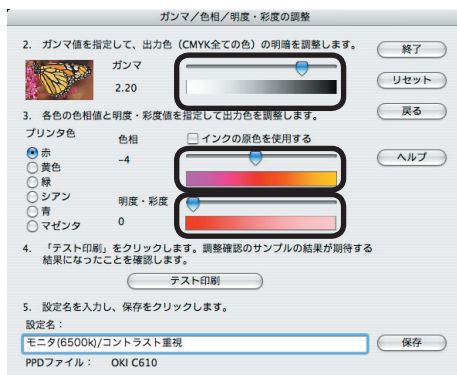 ガンマ／色相／明度・彩度の調整
2. ガンマ値を指定して、出力色（CMYK全ての色）の明暗を調整します。
終了
ガンマ
2.20
リセット
戻る
3. 各色の色相値と明度・彩度値を指定して出力色を調整します。
プリンタ色
色相
インクの原色を使用する
ヘルプ
赤
-4
黄色
緑
シアン
明度・彩度
青
0
マゼンタ
4. 「テスト印刷」をクリックします。調整確認のサンプルの結果が期待する
結果になったことを確認します。
テスト印刷
5. 設定名を入力し、保存をクリックします。
設定名：
モニタ(6500k)/コントラスト重視
保存
PPDファイル： OKI C610